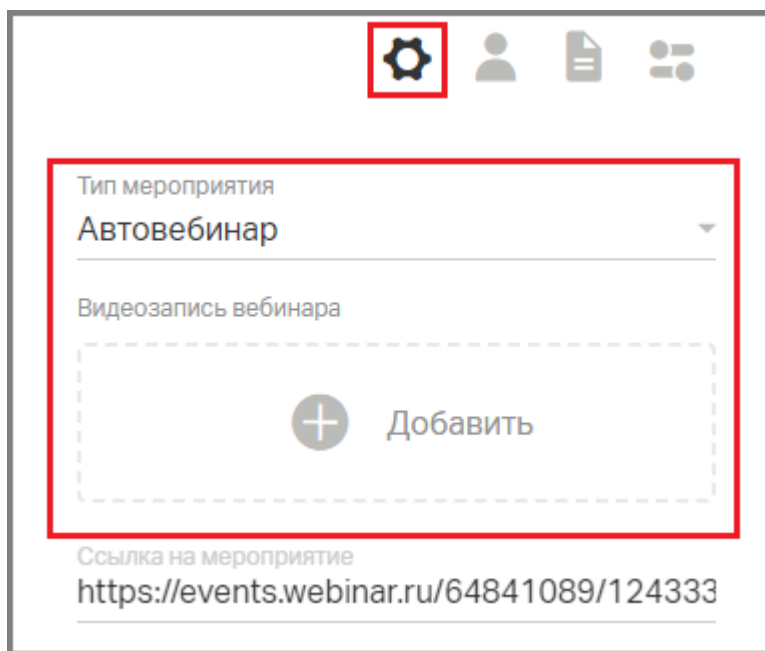 Тип мероприятия
Автовебинар
Видеозапись вебинара
Добавить
Ссылка на мероприятие
https://events.webinar.ru/64841089/124333